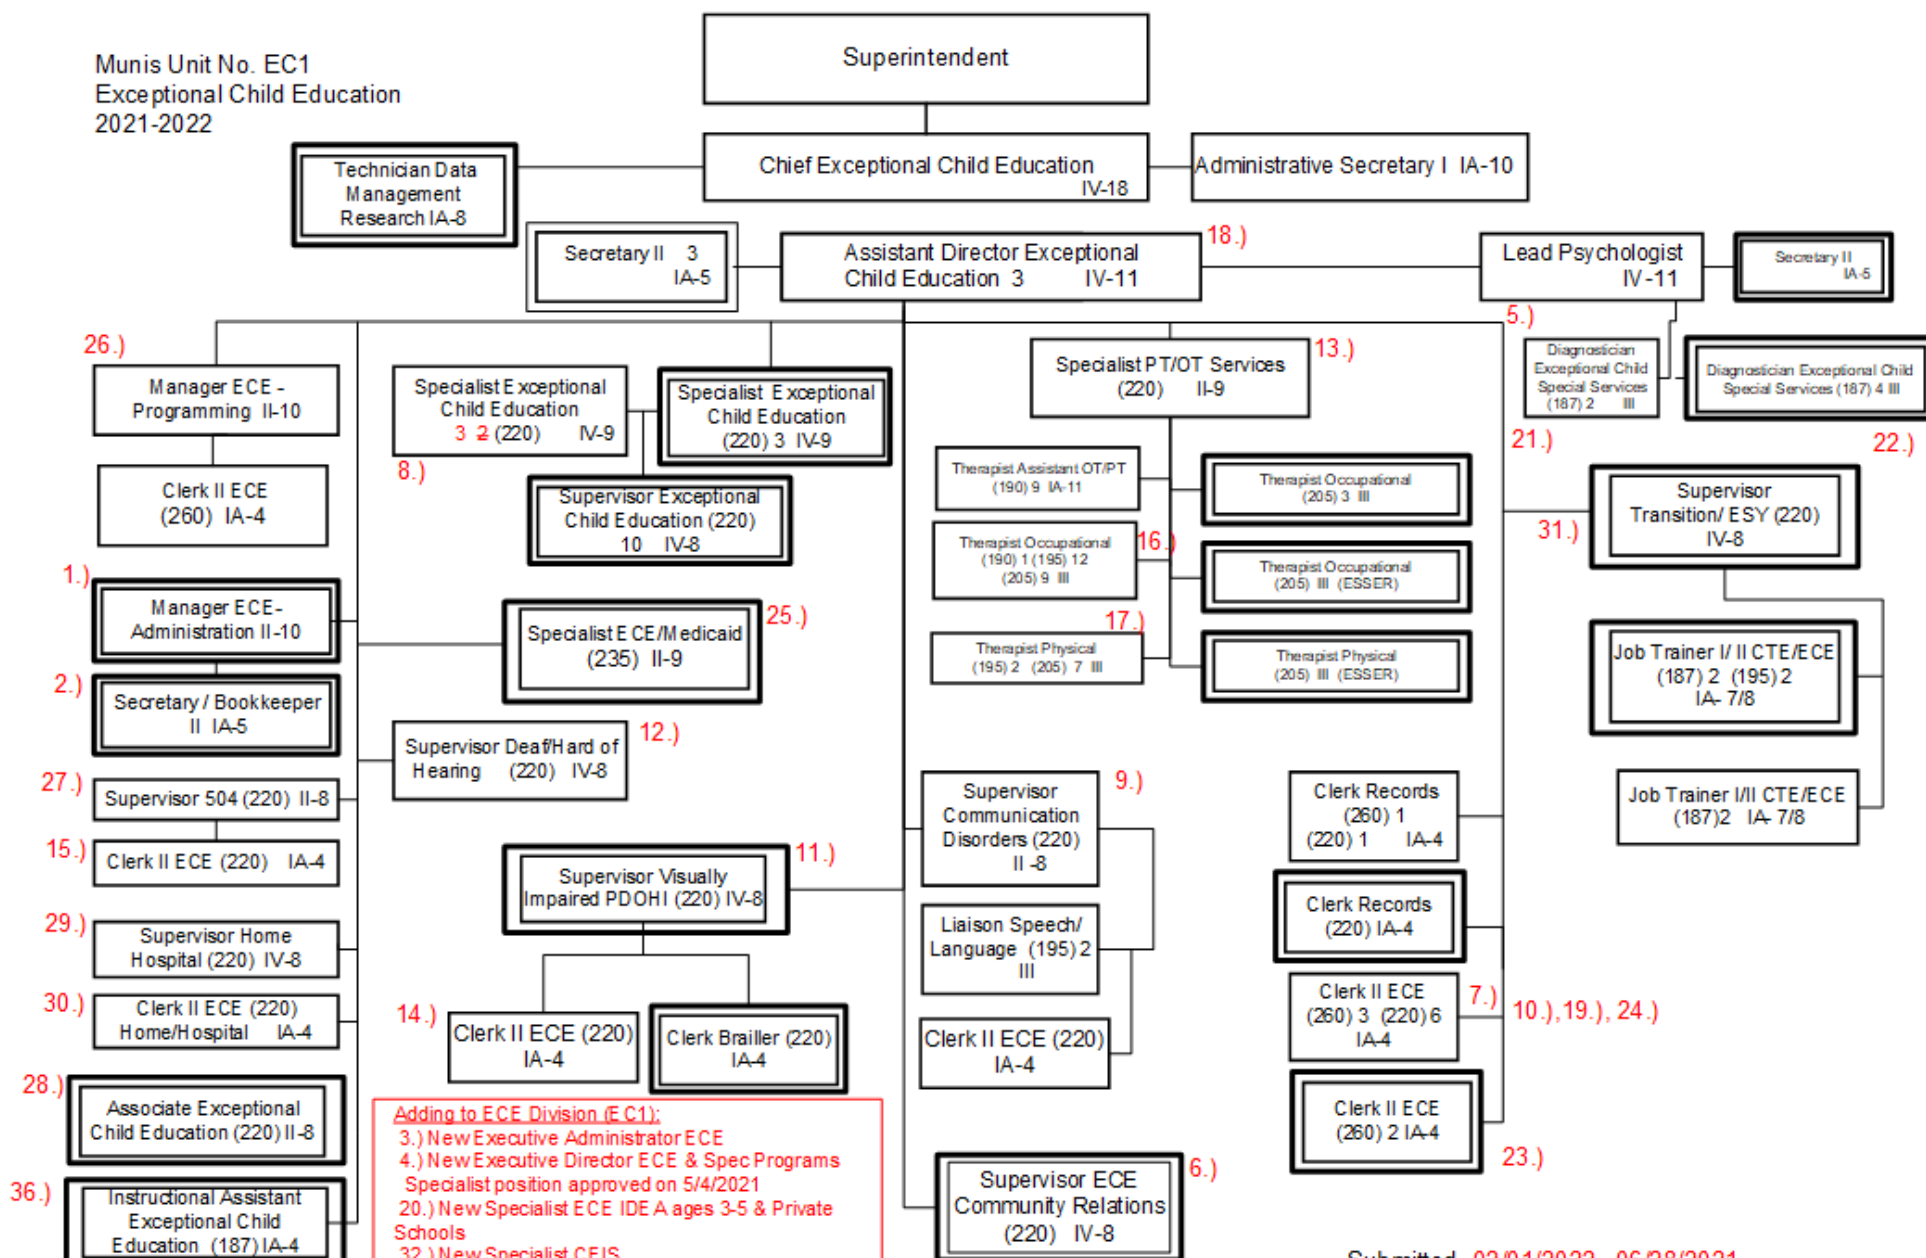 Munis Unit No. EC1
Exceptional Child Education
2021-2022
Superintendent
Chief Exceptional Child Education
IV-18
Administrative Secretary I IA-10
Technician Data
Management
Research IA-8
Secretary II 3
IA-5
Assistant Director Exceptional
Child Education 3 IV-11
18.)
Lead Psychologist
IV-11
Secretary II
IA-5
26.)
Manager ECE -
Programming II-10
Clerk II ECE
(260) IA-4
Specialist Exceptional
Child Education
3 2 (220) IV-9
8.)
Specialist Exceptional
Child Education
(220) 3 IV-9
Supervisor Exceptional
Child Education (220)
10 IV-8
Specialist PT/OT Services
(220) II-9
13.)
5.)
Diagnostician
Exceptional Child
Special Services
(187) 2 III
Diagnostician Exceptional Child
Special Services (187) 4 III
21.)
22.)
Therapist Assistant OT/PT
(190) 9 IA-11
Therapist Occupational
(205) 3 III
Therapist Occupational
(190) 1 (195) 12
(205) 9 III
16.)
Therapist Occupational
(205) III (ESSER)
17.)
Therapist Physical
(195) 2 (205) 7 III
Therapist Physical
(205) III (ESSER)
31.)
Supervisor
Transition/ ESY (220)
IV-8
Job Trainer I/ II CTE/ECE
(187) 2 (195) 2
IA- 7/8
Job Trainer I/II CTE/ECE
(187)2 IA- 7/8
1.)
Manager ECE-
Administration II-10
2.)
Secretary / Bookkeeper
II IA-5
25.)
Specialist ECE/Medicaid
(235) II-9
12.)
Supervisor Deaf/Hard of
Hearing (220) IV-8
27.)
Supervisor 504 (220) II-8
15.)
Clerk II ECE (220) IA-4
11.)
Supervisor Visually
Impaired PDOHI (220) IV-8
9.)
Supervisor
Communication
Disorders (220)
II -8
Liaison Speech/
Language (195) 2
III
Clerk II ECE (220)
IA-4
Clerk Records
(260) 1
(220) 1 IA-4
Clerk Records
(220) IA-4
Clerk II ECE
(260) 3 (220) 6
IA-4
7.)
10.), 19.), 24.)
Clerk II ECE
(260) 2 IA-4
23.)
29.)
Supervisor Home
Hospital (220) IV-8
30.)
Clerk II ECE (220)
Home/Hospital IA-4
14.)
Clerk II ECE (220)
IA-4
Clerk Brailler (220)
IA-4
28.)
Associate Exceptional
Child Education (220) II-8
36.)
Instructional Assistant
Exceptional Child
Education (187) IA-4
Adding to ECE Division (EC1):
3.) New Executive Administrator ECE
4.) New Executive Director ECE & Spec Programs
Specialist position approved on 5/4/2021
20.) New Specialist ECE IDEA ages 3-5 & Private
Schools
32.) New Specialist CEIS
6.)
Supervisor ECE
Community Relations
(220) IV-8
Submitted